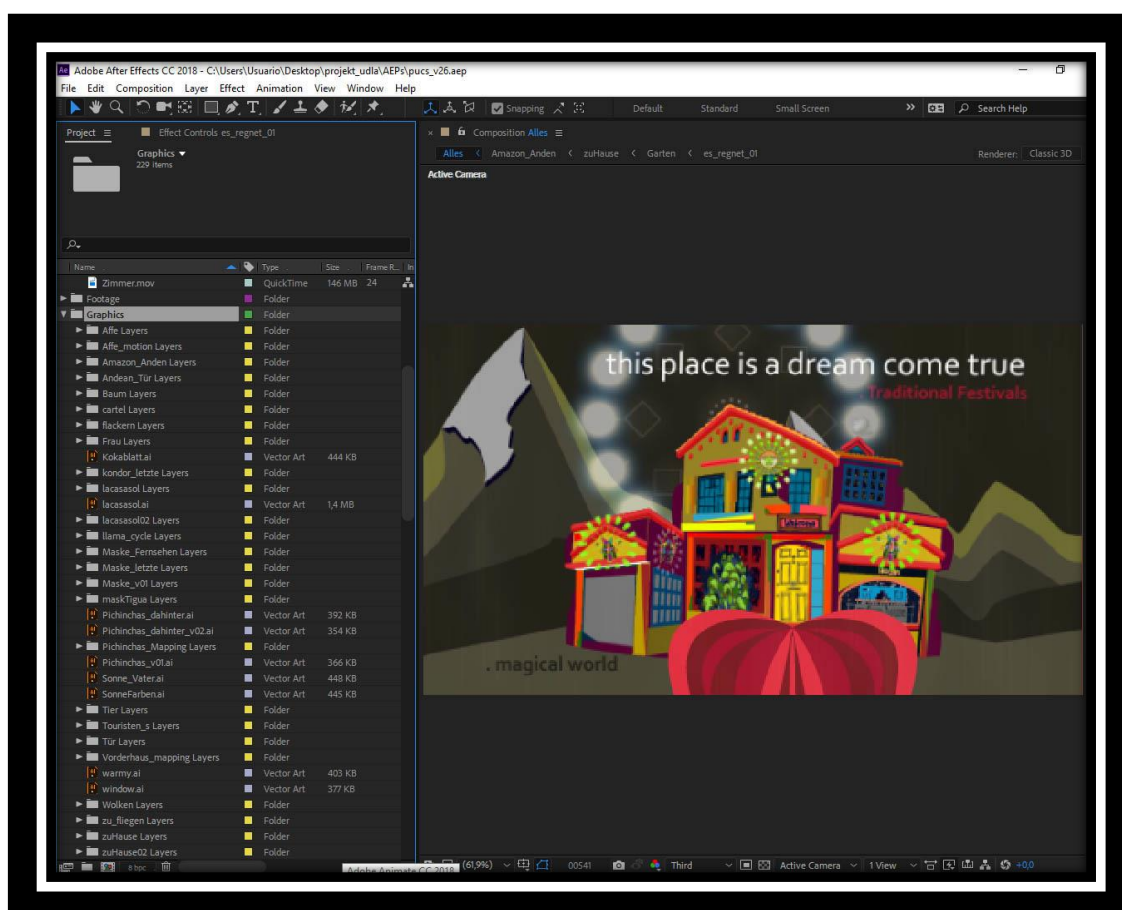 Adobe After Effects CC 2018 - C:\Users\Usuario\Desktop\projekt_udla\AEPs\pucs_v26.aep
File Edit Composition Layer Effect Animation View Window Help
Snapping Default Standard Small Screen Search Help
Project Effect Controls es_regnet_01
Graphics
229 items
Composition Alles
Alles Amazon_Anden zuHause Garten es_regnet_01 Renderer: Classic 3D
Active Camera
Name Type Size Frame R... In
Zimmer.mov QuickTime 146 MB 24
Footage Folder
Graphics Folder
Affe Layers Folder
Affe_motion Layers Folder
Amazon_Anden Layers Folder
Andean_Tür Layers Folder
Baum Layers Folder
cartel Layers Folder
flackern Layers Folder
Frau Layers Folder
Kokablatt.ai Vector Art 444 KB
kondor_letzte Layers Folder
lacasasol Layers Folder
lacasasol.ai Vector Art 1,4 MB
lacasasol02 Layers Folder
llama_cycle Layers Folder
Maske_Fernsehen Layers Folder
Maske_letzte Layers Folder
Maske_v01 Layers Folder
maskTigua Layers Folder
Pichinchas_dahinter.ai Vector Art 392 KB
Pichinchas_dahinter_v02.ai Vector Art 354 KB
Pichinchas_Mapping Layers Folder
Pichinchas_v01.ai Vector Art 366 KB
Sonne_Vater.ai Vector Art 448 KB
SonneFarben.ai Vector Art 445 KB
Tier Layers Folder
Touristen_s Layers Folder
Tür Layers Folder
Vorderhaus_mapping Layers Folder
warmy.ai Vector Art 403 KB
window.ai Vector Art 377 KB
Wolken Layers Folder
zu_fliegen Layers Folder
zuHause Layers Folder
zuHause02 Layers Folder
this place is a dream come true
. Traditional Festivals
. magical world
8 bpc
Adobe Animate CC 2018
(61,9%) 00541 Third Active Camera 1 View +0,0